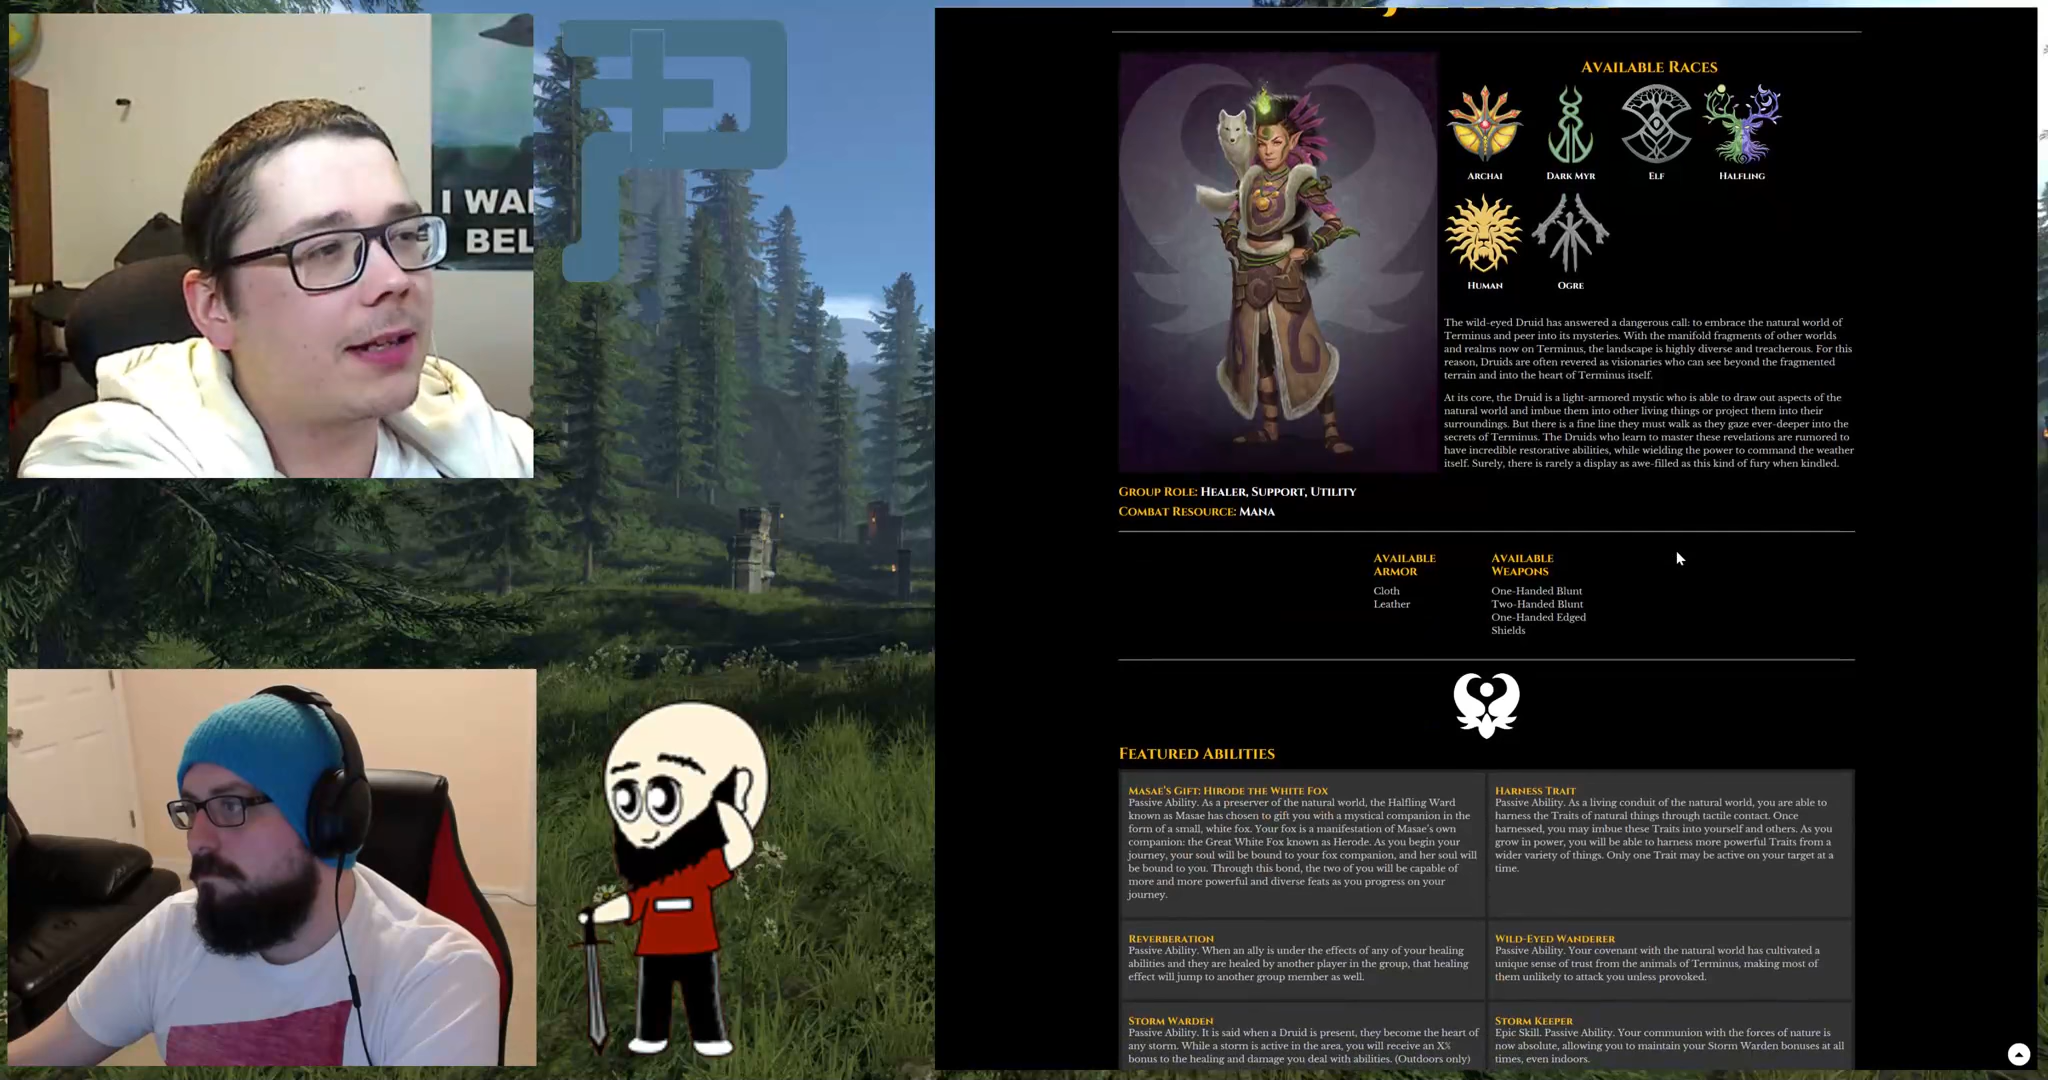 I WA
BEL
Available Races
Archai
Dark Myr
Elf
Halfling
Human
Ogre
The wild-eyed Druid has answered a dangerous call: to embrace the natural world of
Terminus and peer into its mysteries. With the manifold fragments of other worlds
and realms now on Terminus, the landscape is highly diverse and treacherous. For this
reason, Druids are often revered as visionaries who can see beyond the fragmented
terrain and into the heart of Terminus itself.
At its core, the Druid is a light-armored mystic who is able to draw out aspects of the
natural world and imbue them into other living things or project them into their
surroundings. But there is a fine line they must walk as they gaze ever-deeper into the
secrets of Terminus. The Druids who learn to master these revelations are rumored to
have incredible restorative abilities, while wielding the power to command the weather
itself. Surely, there is rarely a display as awe-filled as this kind of fury when kindled.
Group Role: Healer, Support, Utility
Combat Resource: Mana
Available
Armor
Cloth
Leather
Available
Weapons
One-Handed Blunt
Two-Handed Blunt
One-Handed Edged
Shields
Featured Abilities
Masae's Gift: Hirode the White Fox
Passive Ability. As a preserver of the natural world, the Halfling Ward
known as Masae has chosen to gift you with a mystical companion in the
form of a small, white fox. Your fox is a manifestation of Masae's own
companion: the Great White Fox known as Herode. As you begin your
journey, your soul will be bound to your fox companion, and her soul will
be bound to you. Through this bond, the two of you will be capable of
more and more powerful and diverse feats as you progress on your
journey.
Harness Trait
Passive Ability. As a living conduit of the natural world, you are able to
harness the Traits of natural things through tactile contact. Once
harnessed, you may imbue these Traits into yourself and others. As you
grow in power, you will be able to harness more powerful Traits from a
wider variety of things. Only one Trait may be active on your target at a
time.
Reverberation
Passive Ability. When an ally is under the effects of any of your healing
abilities and they are healed by another player in the group, that healing
effect will jump to another group member as well.
Wild-Eyed Wanderer
Passive Ability. Your covenant with the natural world has cultivated a
unique sense of trust from the animals of Terminus, making most of
them unlikely to attack you unless provoked.
Storm Warden
Passive Ability. It is said when a Druid is present, they become the heart of
any storm. While a storm is active in the area, you will receive an X%
bonus to the healing and damage you deal with abilities. (Outdoors only)
Storm Keeper
Epic Skill. Passive Ability. Your communion with the forces of nature is
now absolute, allowing you to maintain your Storm Warden bonuses at all
times, even indoors.